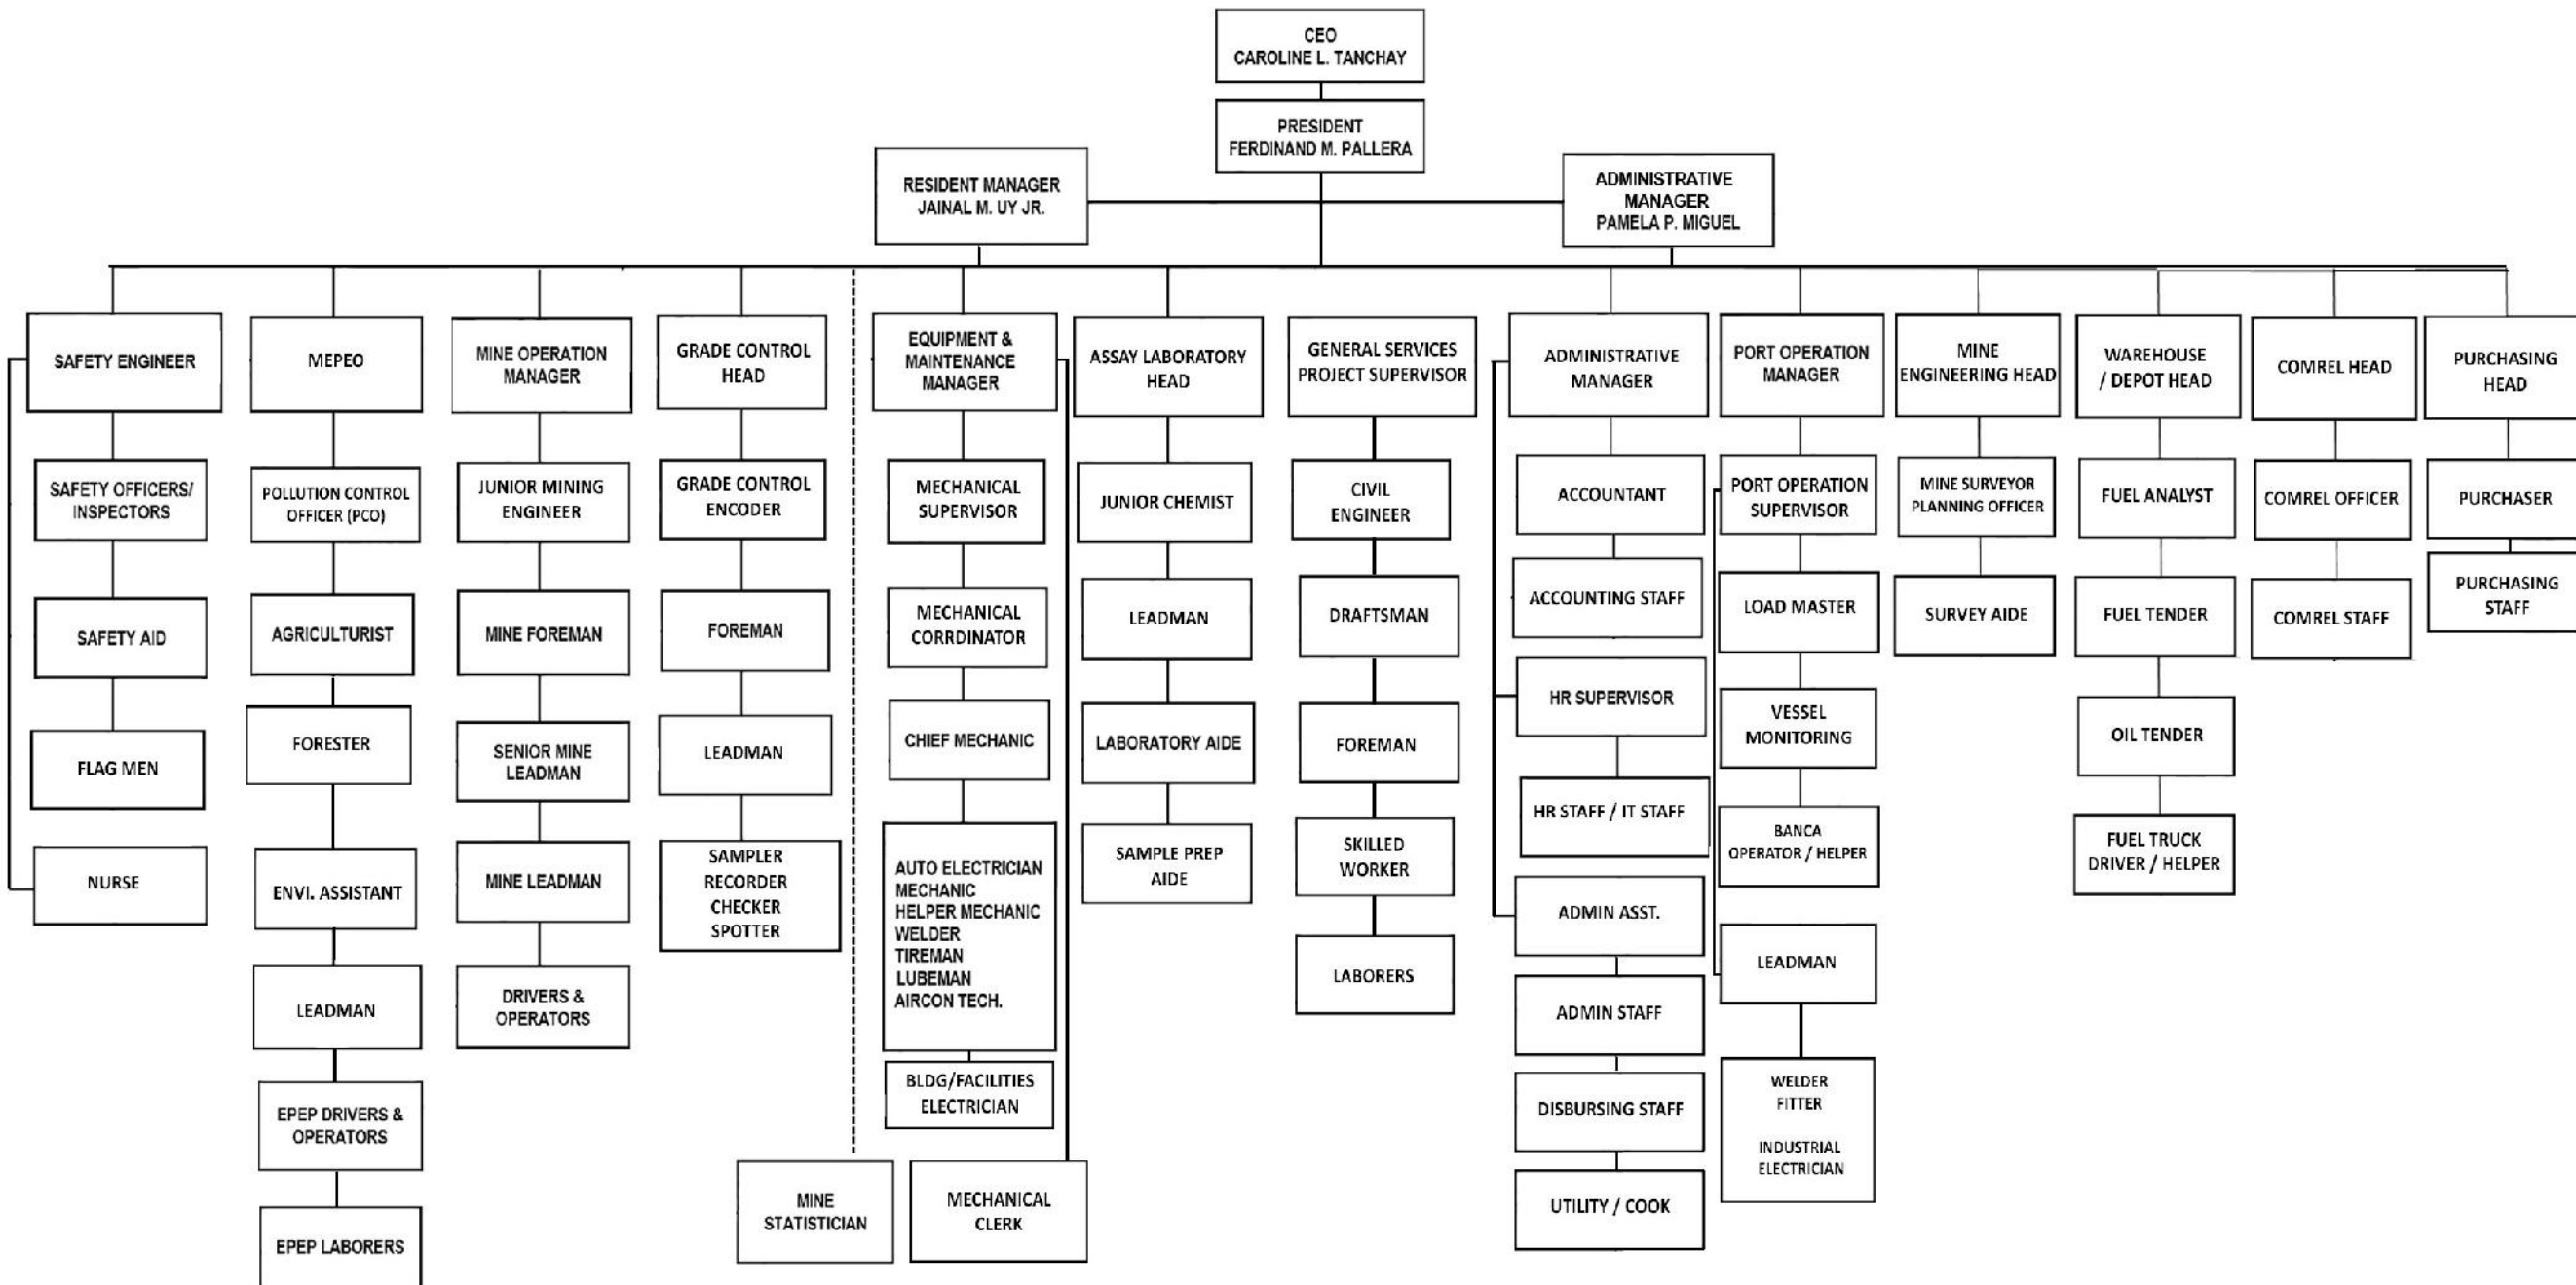 CEO
CAROLINE L. TANCHAY
PRESIDENT
FERDINAND M. PALLERA
RESIDENT MANAGER
JAINAL M. UY JR.
ADMINISTRATIVE
MANAGER
PAMELA P. MIGUEL
SAFETY ENGINEER
SAFETY OFFICERS/
INSPECTORS
SAFETY AID
FLAG MEN
NURSE
MEPEO
POLLUTION CONTROL
OFFICER (PCO)
AGRICULTURIST
FORESTER
ENVI. ASSISTANT
LEADMAN
EPEP DRIVERS &
OPERATORS
EPEP LABORERS
MINE OPERATION
MANAGER
JUNIOR MINING
ENGINEER
MINE FOREMAN
SENIOR MINE
LEADMAN
MINE LEADMAN
DRIVERS &
OPERATORS
GRADE CONTROL
HEAD
GRADE CONTROL
ENCODER
FOREMAN
LEADMAN
SAMPLER
RECORDER
CHECKER
SPOTTER
MINE
STATISTICIAN
EQUIPMENT &
MAINTENANCE
MANAGER
MECHANICAL
SUPERVISOR
MECHANICAL
CORRDINATOR
CHIEF MECHANIC
AUTO ELECTRICIAN
MECHANIC
HELPER MECHANIC
WELDER
TIREMAN
LUBEMAN
AIRCON TECH.
BLDG/FACILITIES
ELECTRICIAN
MECHANICAL
CLERK
ASSAY LABORATORY
HEAD
JUNIOR CHEMIST
LEADMAN
LABORATORY AIDE
SAMPLE PREP
AIDE
GENERAL SERVICES
PROJECT SUPERVISOR
CIVIL
ENGINEER
DRAFTSMAN
FOREMAN
SKILLED
WORKER
LABORERS
ADMINISTRATIVE
MANAGER
ACCOUNTANT
ACCOUNTING STAFF
HR SUPERVISOR
HR STAFF / IT STAFF
ADMIN ASST.
ADMIN STAFF
DISBURSING STAFF
UTILITY / COOK
PORT OPERATION
MANAGER
PORT OPERATION
SUPERVISOR
LOAD MASTER
VESSEL
MONITORING
BANCA
OPERATOR / HELPER
LEADMAN
WELDER
FITTER
INDUSTRIAL
ELECTRICIAN
MINE
ENGINEERING HEAD
MINE SURVEYOR
PLANNING OFFICER
SURVEY AIDE
WAREHOUSE
/ DEPOT HEAD
FUEL ANALYST
FUEL TENDER
OIL TENDER
FUEL TRUCK
DRIVER / HELPER
COMREL HEAD
COMREL OFFICER
COMREL STAFF
PURCHASING
HEAD
PURCHASER
PURCHASING
STAFF